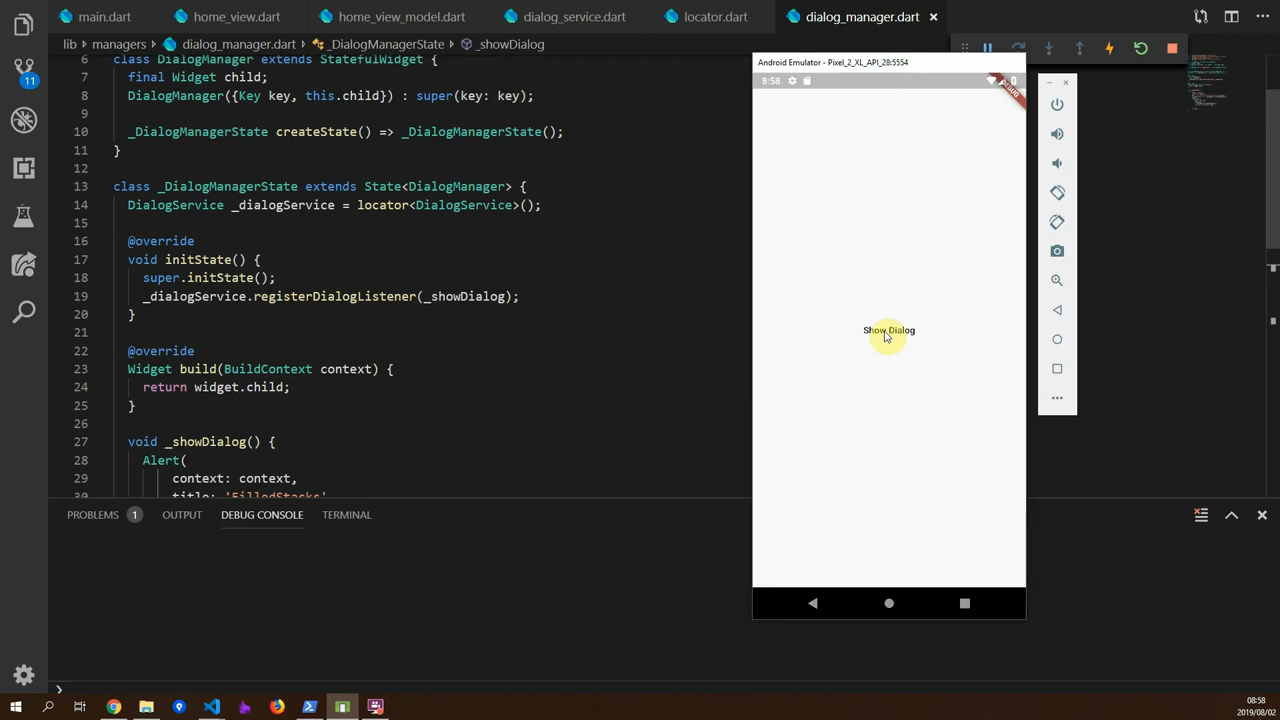 main.dart
home_view.dart
home_view_model.dart
dialog_service.dart
locator.dart
dialog_manager.dart
lib > managers > dialog_manager.dart > _DialogManagerState > _showDialog
6 class DialogManager extends StatefulWidget {
7 final Widget child;
8 DialogManager({Key key, this.child}) : super(key: key);
9
10 _DialogManagerState createState() => _DialogManagerState();
11 }
12
13 class _DialogManagerState extends State<DialogManager> {
14 DialogService _dialogService = locator<DialogService>();
15
16 @override
17 void initState() {
18 super.initState();
19 _dialogService.registerDialogListener(_showDialog);
20 }
21
22 @override
23 Widget build(BuildContext context) {
24 return widget.child;
25 }
26
27 void _showDialog() {
28 Alert(
29 context: context,
30 title: 'FilledStacks'
11
Android Emulator - Pixel_2_XL_API_28:5554
8:58
DEBUG
Show Dialog
PROBLEMS 1 OUTPUT DEBUG CONSOLE TERMINAL
08:58
2019/08/02